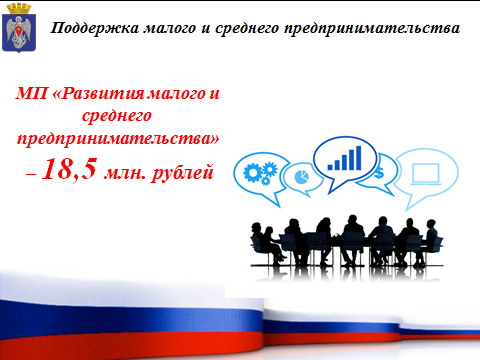 Поддержка малого и среднего предпринимательства
МП «Развития малого и
среднего
предпринимательства»
– 18,5 млн. рублей
$